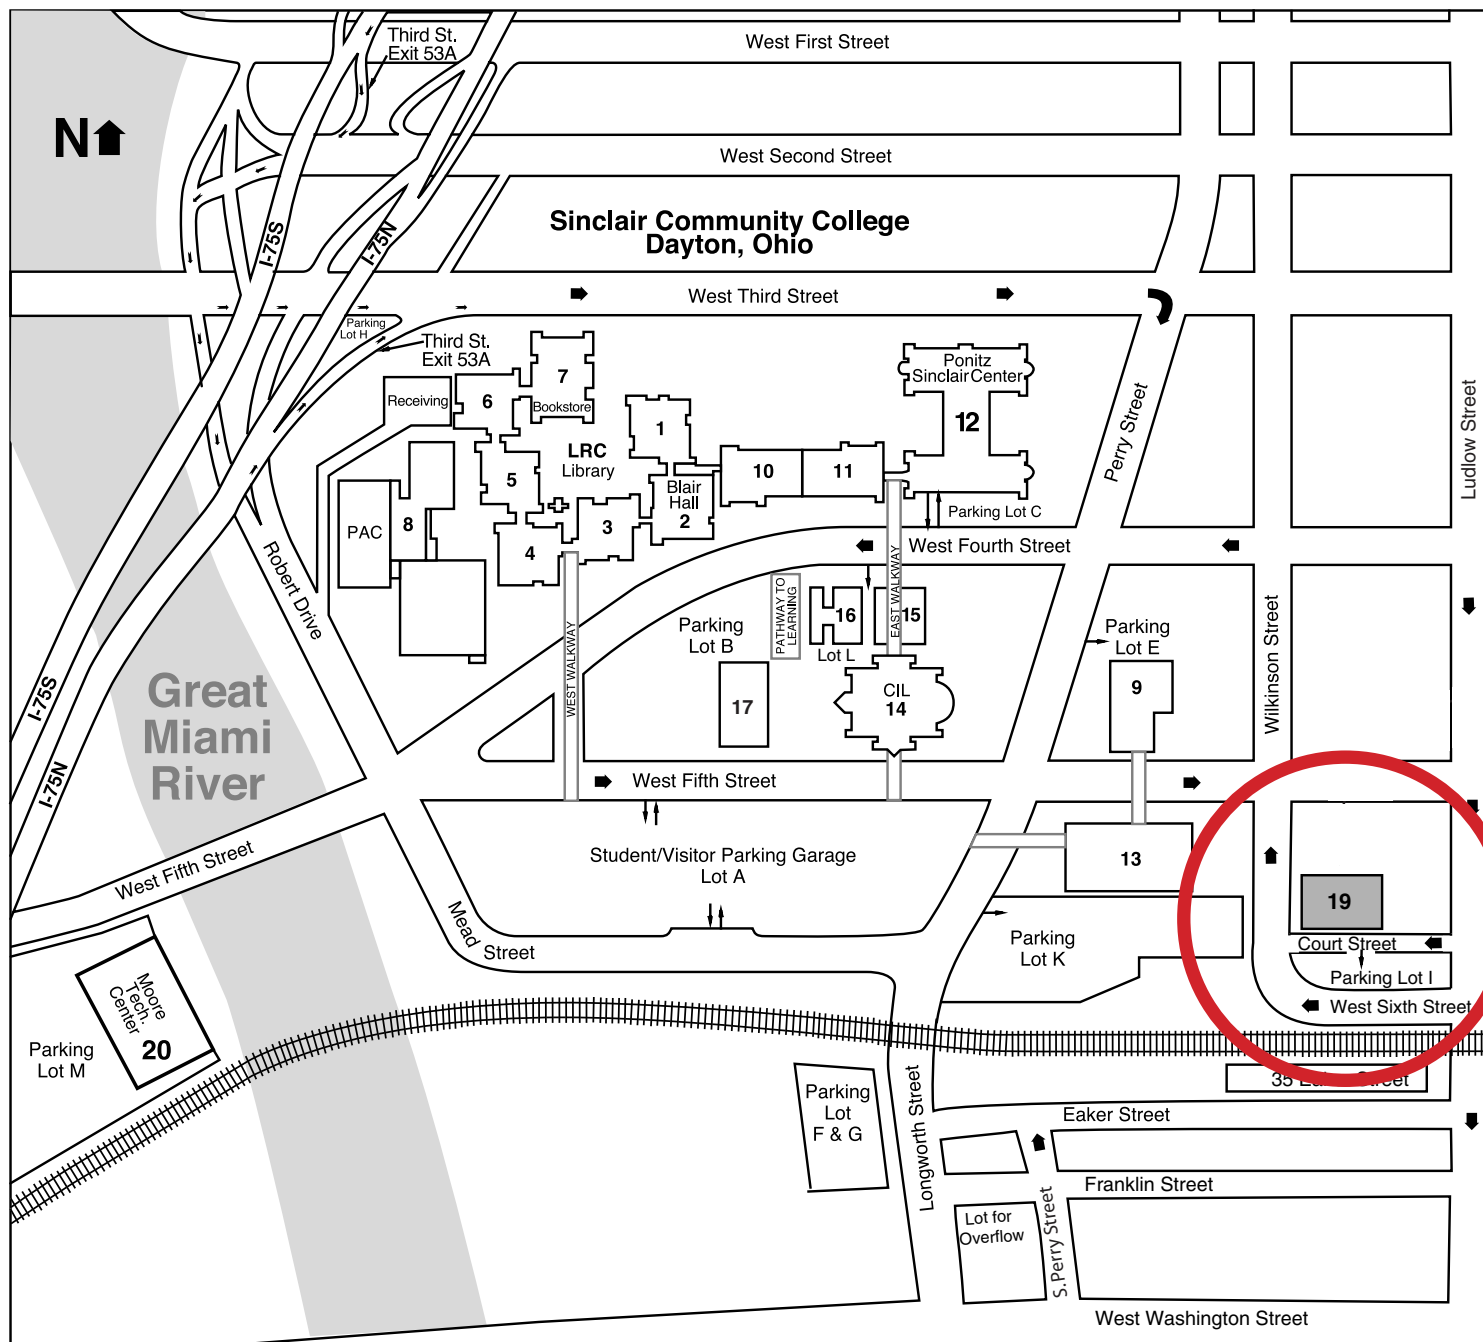 Third St.
Exit 53A
West First Street
N
West Second Street
Sinclair Community College
Dayton, Ohio
I-75S
I-75N
West Third Street
Parking
Lot H
Third St.
Exit 53A
Receiving
6
7
Bookstore
1
LRC
Library
5
10
11
Ponitz
Sinclair Center
12
Perry Street
Ludlow Street
Blair
Hall
2
3
4
PAC
8
Parking Lot C
West Fourth Street
Robert Drive
WEST WALKWAY
EAST WALKWAY
PATHWAY TO
LEARNING
16
15
Lot L
Parking
Lot B
17
CIL
14
Parking
Lot E
9
Wilkinson Street
Great
Miami
River
I-75S
I-75N
West Fifth Street
West Fifth Street
Student/Visitor Parking Garage
Lot A
13
19
Court Street
Parking Lot I
West Sixth Street
Mead Street
Parking
Lot K
Moore
Tech.
Center
20
Parking
Lot M
Parking
Lot
F & G
Longworth Street
35 Street
Eaker Street
Franklin Street
Lot for
Overflow
S. Perry Street
West Washington Street